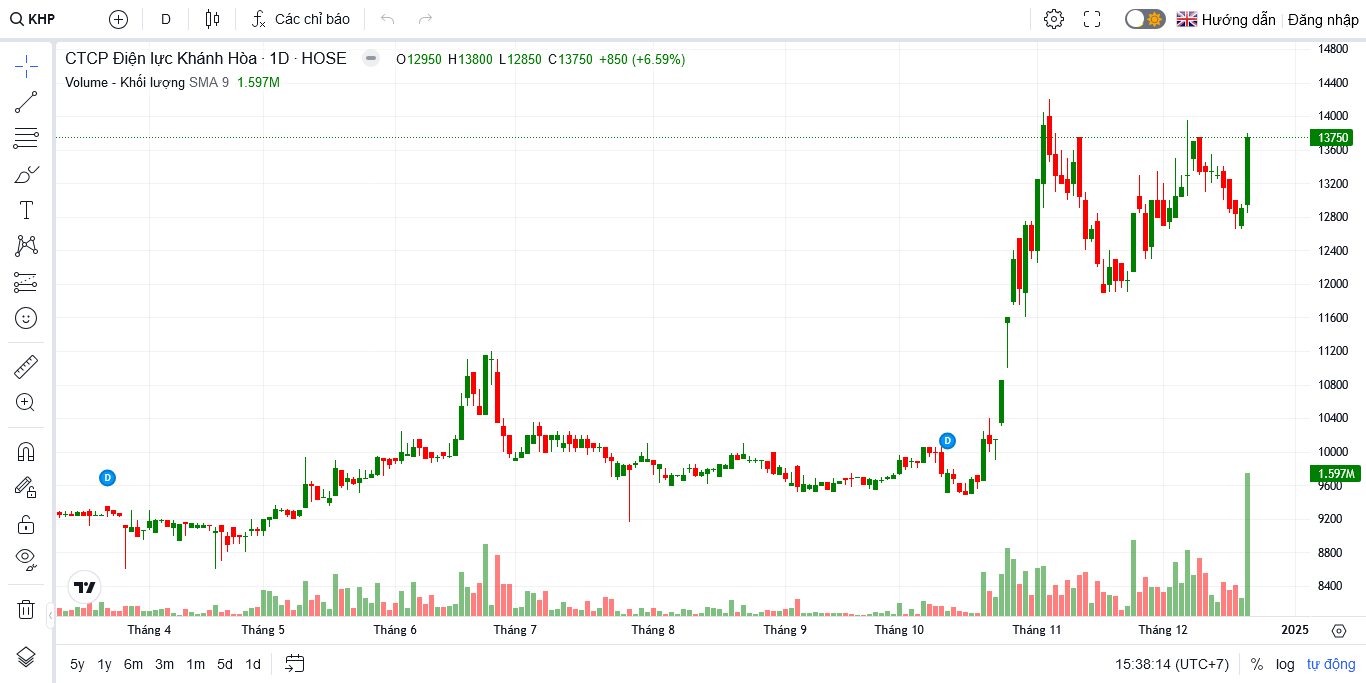 KHP D Các chỉ báo Hướng dẫn Đăng nhập
CTCP Điện lực Khánh Hòa · 1D · HOSE O12950 H13800 L12850 C13750 +850 (+6.59%)
Volume - Khối lượng SMA 9 1.597M
14800
14400
14000
13750
13600
13200
12800
12400
12000
11600
11200
10800
10400
10000
1.597M
9600
9200
8800
8400
D
D
T
Tháng 4 Tháng 5 Tháng 6 Tháng 7 Tháng 8 Tháng 9 Tháng 10 Tháng 11 Tháng 12 2025
5y 1y 6m 3m 1m 5d 1d 15:38:14 (UTC+7) % log tự động